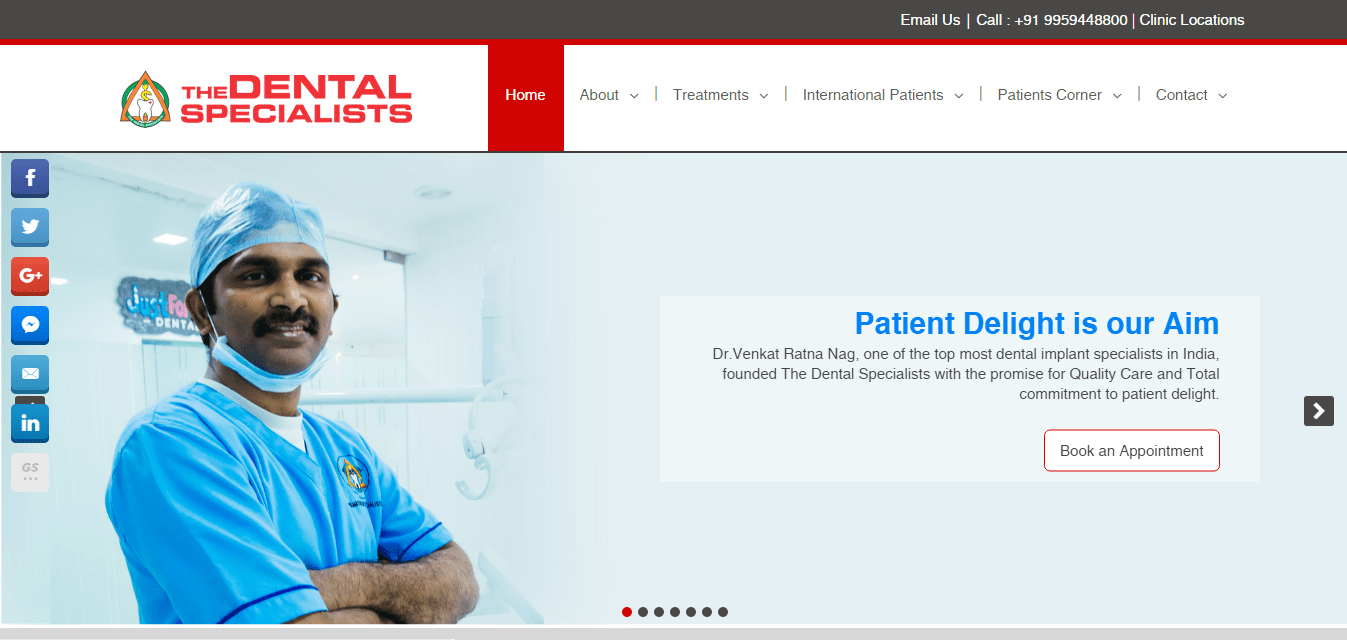 Email Us | Call : +91 9959448800 | Clinic Locations
THE DENTAL
SPECIALISTS
Home
About
Treatments
International Patients
Patients Corner
Contact
f
G+
in
GS
Just
DENTA
Patient Delight is our Aim
Dr.Venkat Ratna Nag, one of the top most dental implant specialists in India,
founded The Dental Specialists with the promise for Quality Care and Total
commitment to patient delight.
Book an Appointment